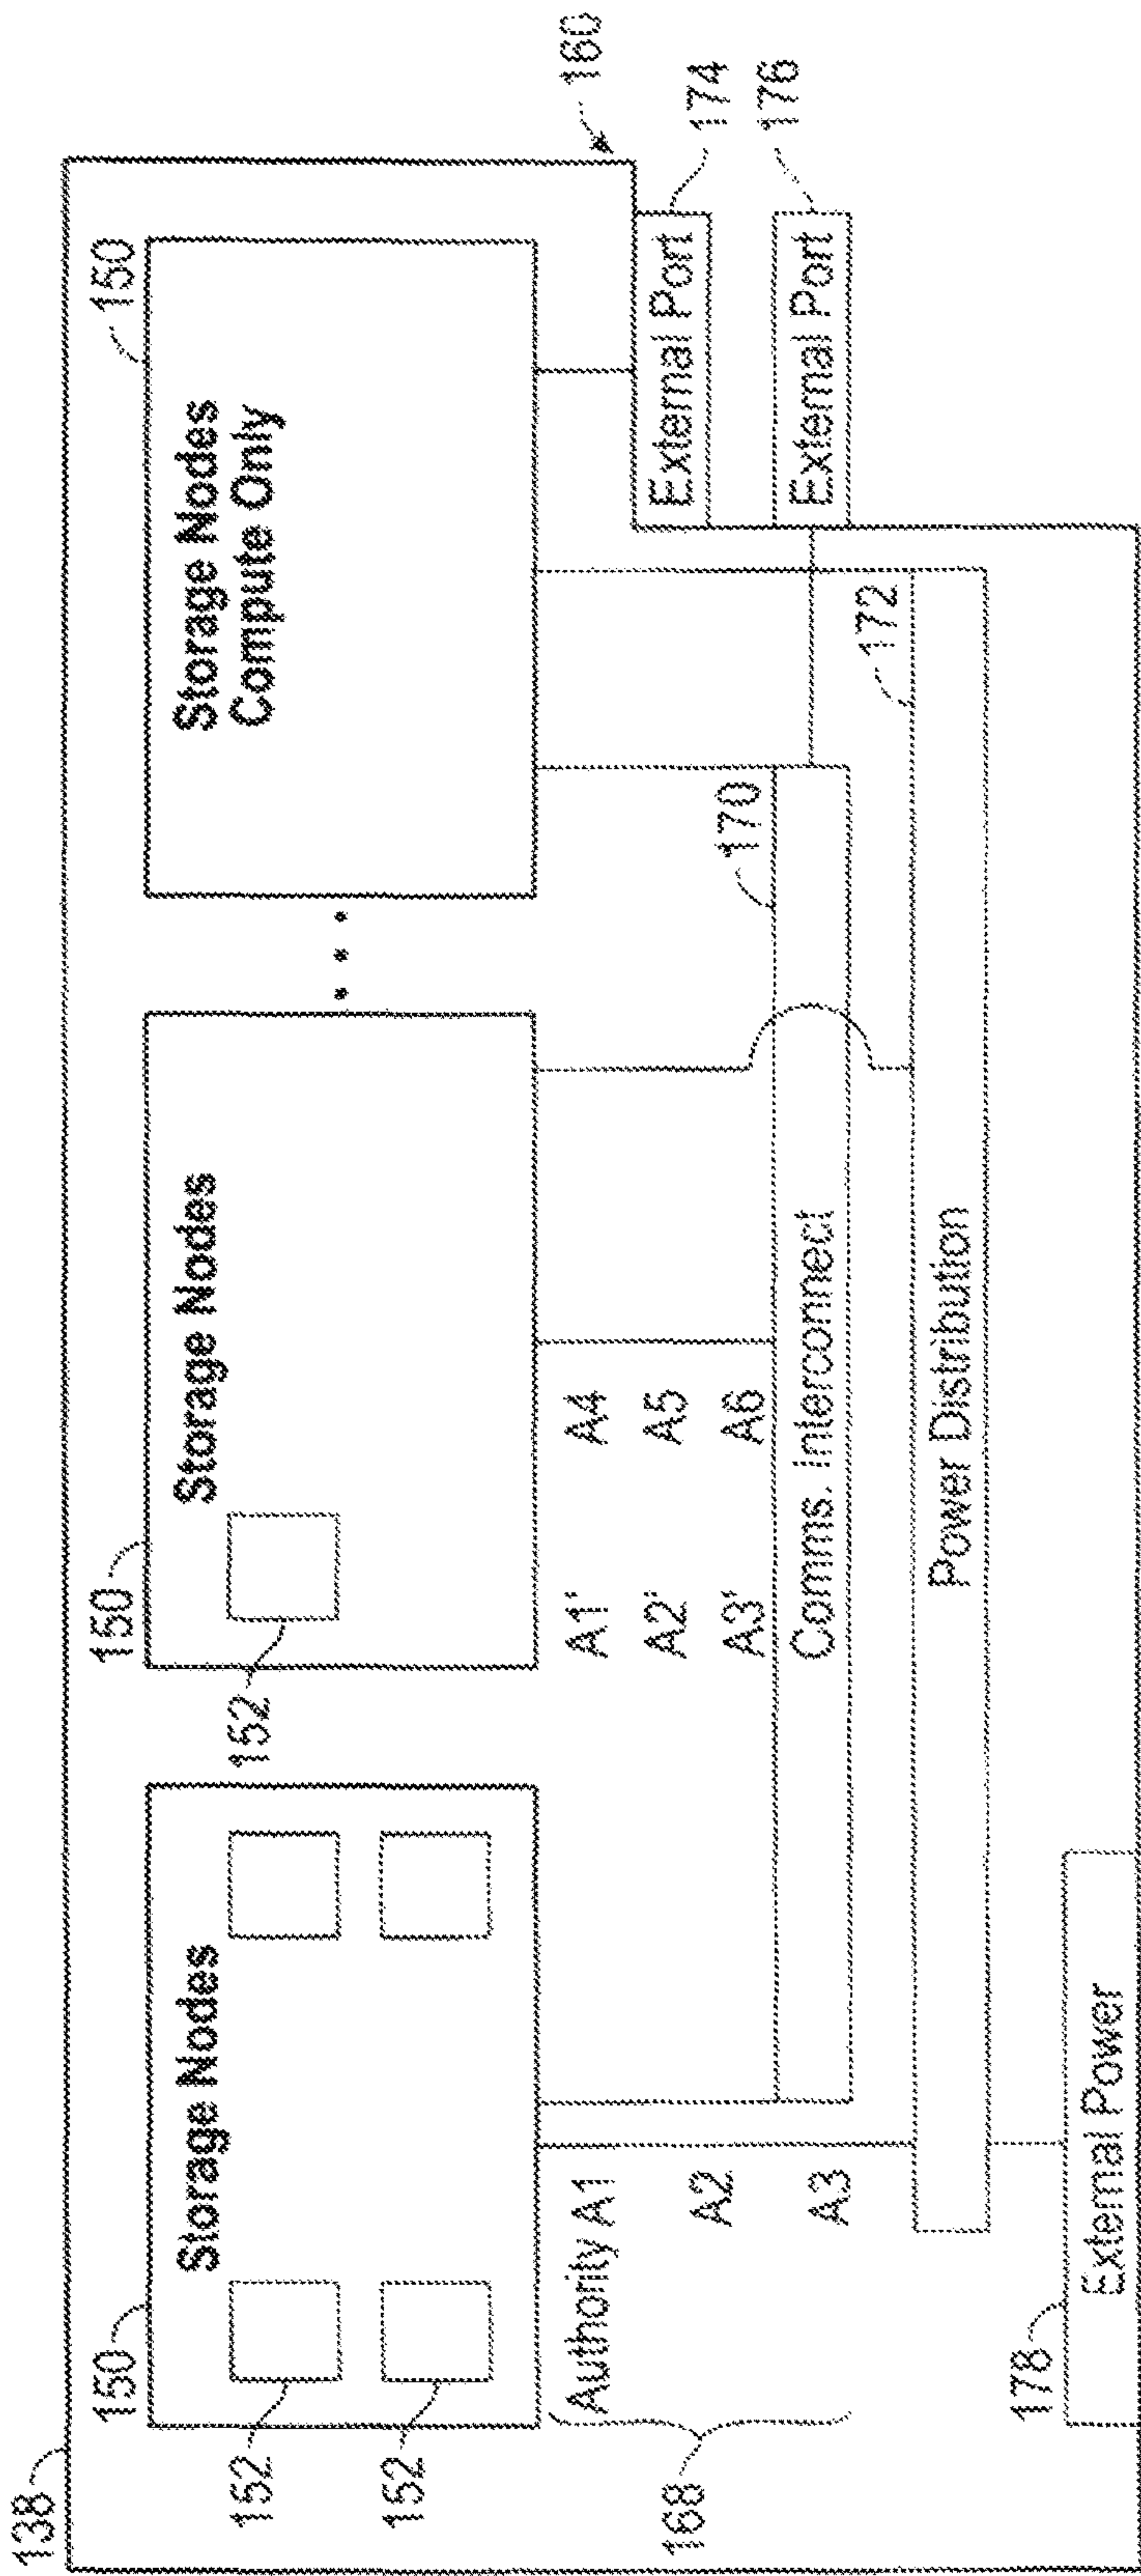 138
160
150
150
150
Storage Nodes
Storage Nodes
Storage Nodes
Compute Only
152
152
152
168
Authority A1
A2
A3
A1'
A2'
A3'
A4
A5
A6
170
Comms. Interconnect
172
Power Distribution
External Port
174
External Port
176
178
External Power